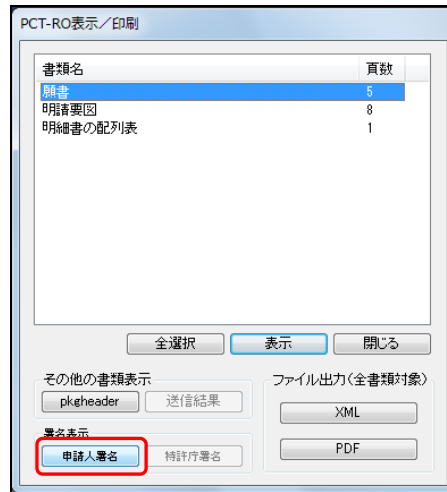 PCT-RO表示／印刷
書類名 頁数
願書 5
明請要図 8
明細書の配列表 1
全選択 表示 閉じる
その他の書類表示
pkgheader 送信結果
ファイル出力(全書類対象)
XML
署名表示
申請人署名 特許庁署名
PDF